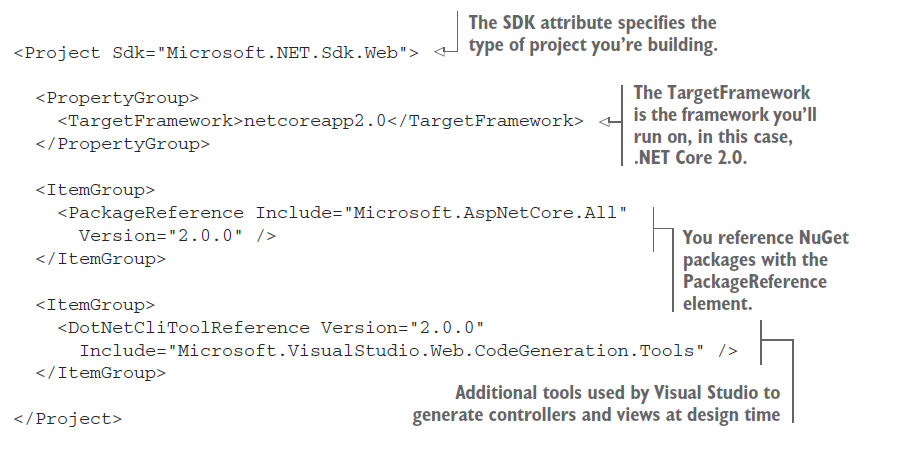 The SDK attribute specifies the
type of project you're building.
<Project Sdk="Microsoft.NET.Sdk.Web">
<PropertyGroup>
<TargetFramework>netcoreapp2.0</TargetFramework>
</PropertyGroup>
The TargetFramework
is the framework you'll
run on, in this case,
.NET Core 2.0.
<ItemGroup>
<PackageReference Include="Microsoft.AspNetCore.All"
Version="2.0.0" />
</ItemGroup>
You reference NuGet
packages with the
PackageReference
element.
<ItemGroup>
<DotNetCliToolReference Version="2.0.0"
Include="Microsoft.VisualStudio.Web.CodeGeneration.Tools" />
</ItemGroup>
Additional tools used by Visual Studio to
generate controllers and views at design time
</Project>